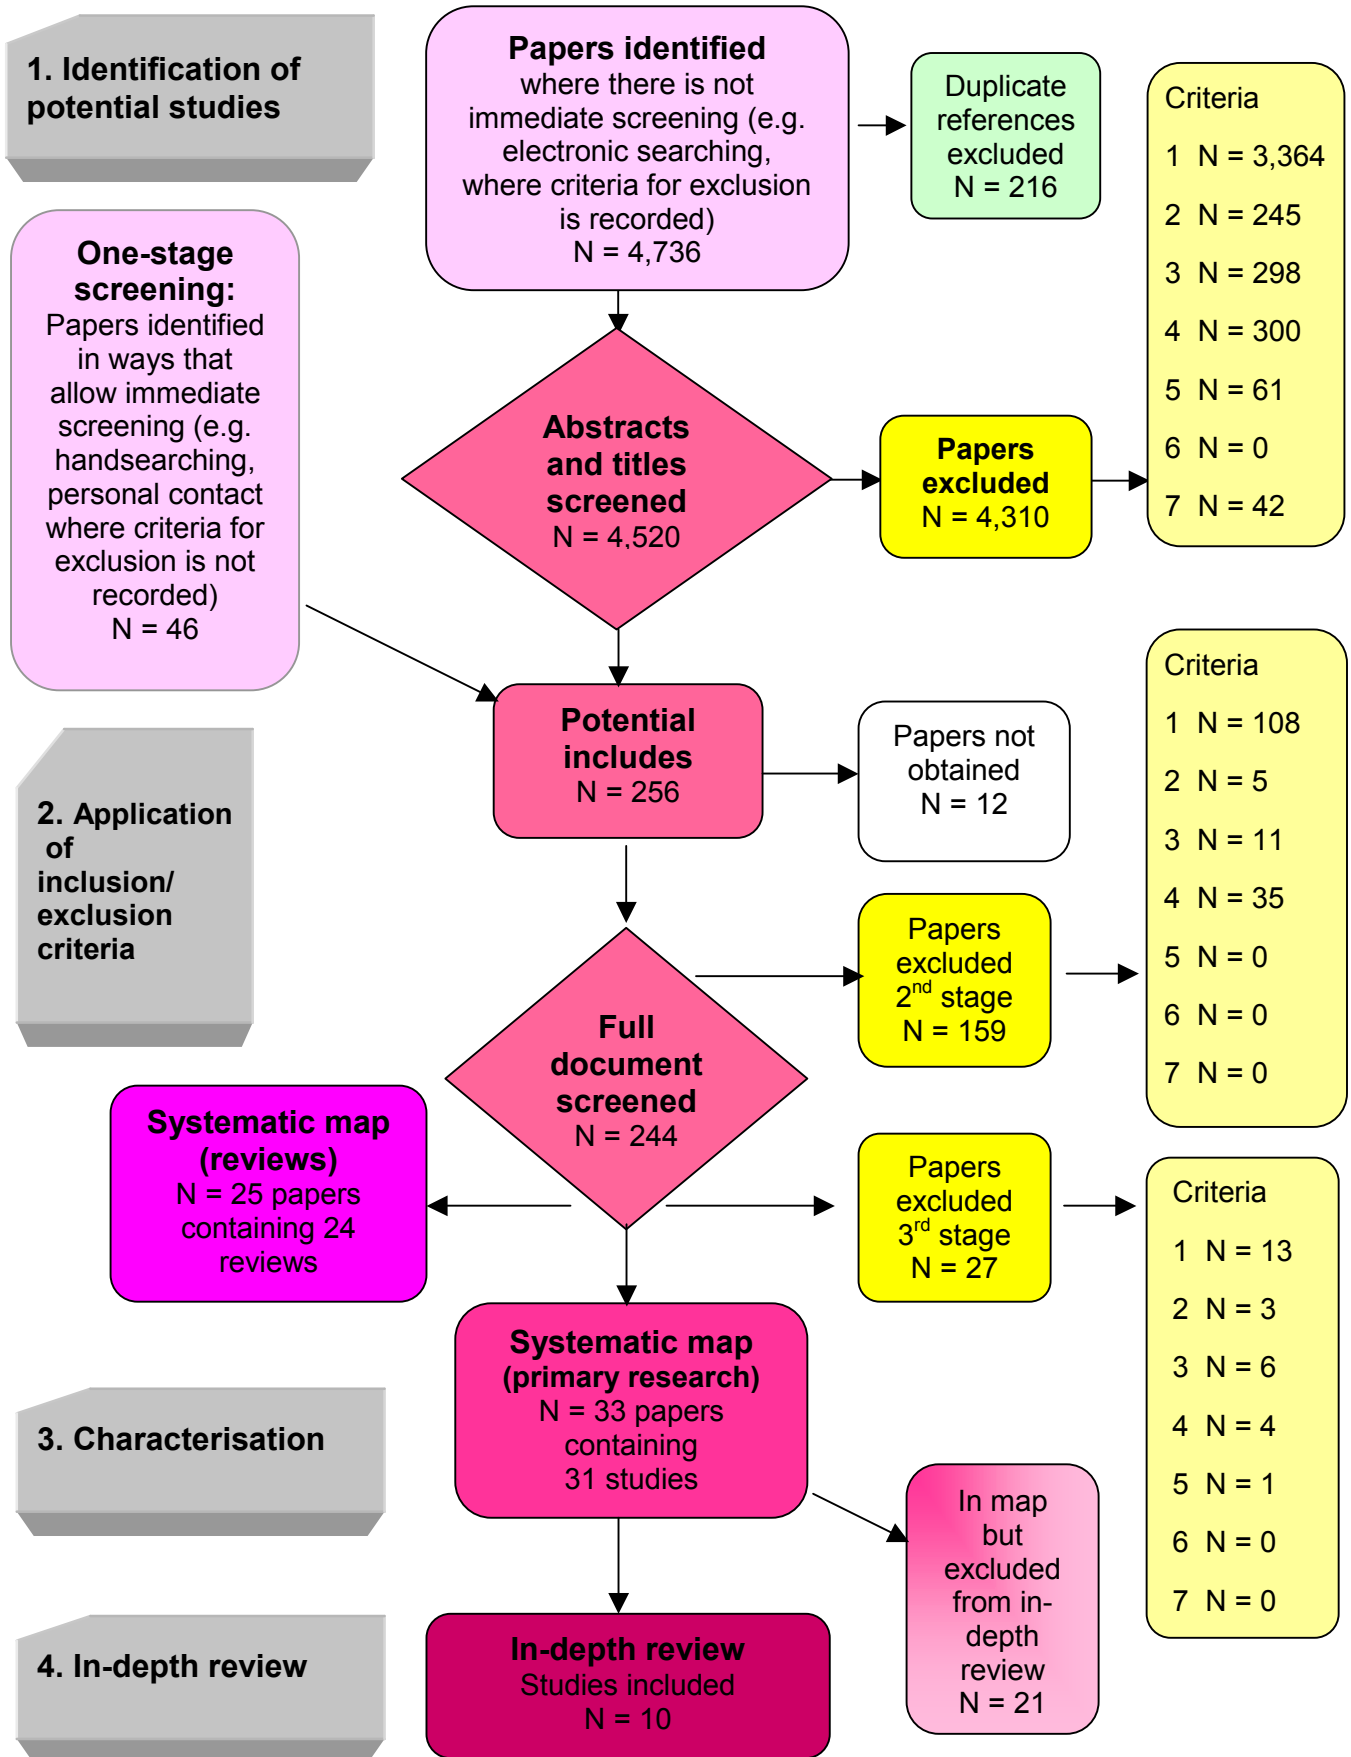 1. Identification of
potential studies
Papers identified
where there is not
immediate screening (e.g.
electronic searching,
where criteria for exclusion
is recorded)
N = 4,736
Duplicate
references
excluded
N = 216
Criteria
1 N = 3,364
2 N = 245
3 N = 298
4 N = 300
5 N = 61
6 N = 0
7 N = 42
One-stage
screening:
Papers identified
in ways that
allow immediate
screening (e.g.
handsearching,
personal contact
where criteria for
exclusion is not
recorded)
N = 46
Abstracts
and titles
screened
N = 4,520
Papers
excluded
N = 4,310
Potential
includes
N = 256
Papers not
obtained
N = 12
Criteria
1 N = 108
2 N = 5
3 N = 11
4 N = 35
5 N = 0
6 N = 0
7 N = 0
2. Application
of
inclusion/
exclusion
criteria
Papers
excluded
2nd stage
N = 159
Full
document
screened
N = 244
Systematic map
(reviews)
N = 25 papers
containing 24
reviews
Papers
excluded
3rd stage
N = 27
Criteria
1 N = 13
2 N = 3
3 N = 6
4 N = 4
5 N = 1
6 N = 0
7 N = 0
Systematic map
(primary research)
N = 33 papers
containing
31 studies
3. Characterisation
In map
but
excluded
from in-
depth
review
N = 21
4. In-depth review
In-depth review
Studies included
N = 10